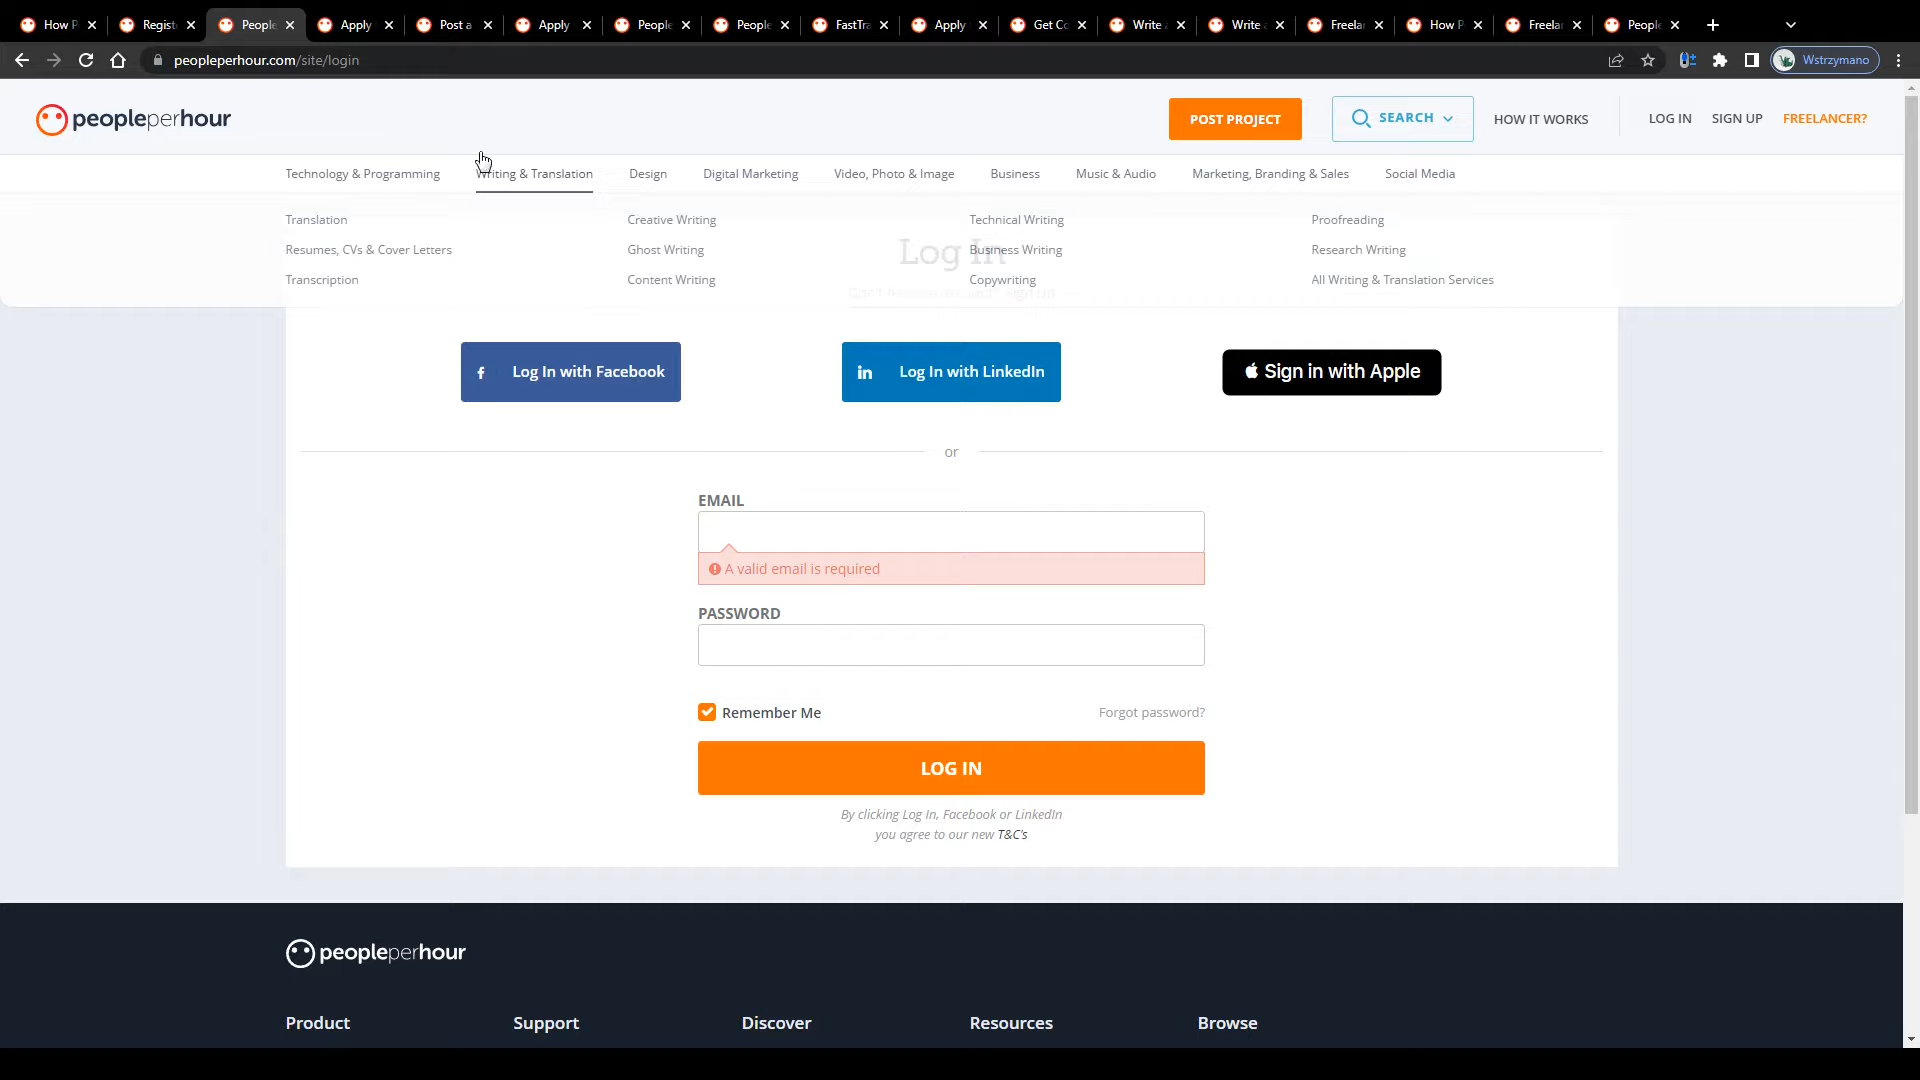 How P
Regist
People
Apply
Post a
Apply
People
People
FastTra
Apply
Get Co
Write a
Write a
Freelan
How P
Freelan
People
peopleperhour.com/site/login
Wstrzymano
peopleperhour
POST PROJECT
SEARCH
HOW IT WORKS
LOG IN
SIGN UP
FREELANCER?
Technology & Programming
Writing & Translation
Design
Digital Marketing
Video, Photo & Image
Business
Music & Audio
Marketing, Branding & Sales
Social Media
Translation
Creative Writing
Technical Writing
Proofreading
Resumes, CVs & Cover Letters
Ghost Writing
Business Writing
Research Writing
Transcription
Content Writing
Copywriting
All Writing & Translation Services
Log In
Log In with Facebook
Log In with LinkedIn
Sign in with Apple
or
EMAIL
A valid email is required
PASSWORD
Remember Me
Forgot password?
LOG IN
By clicking Log In, Facebook or LinkedIn
you agree to our new T&C's
peopleperhour
Product
Support
Discover
Resources
Browse